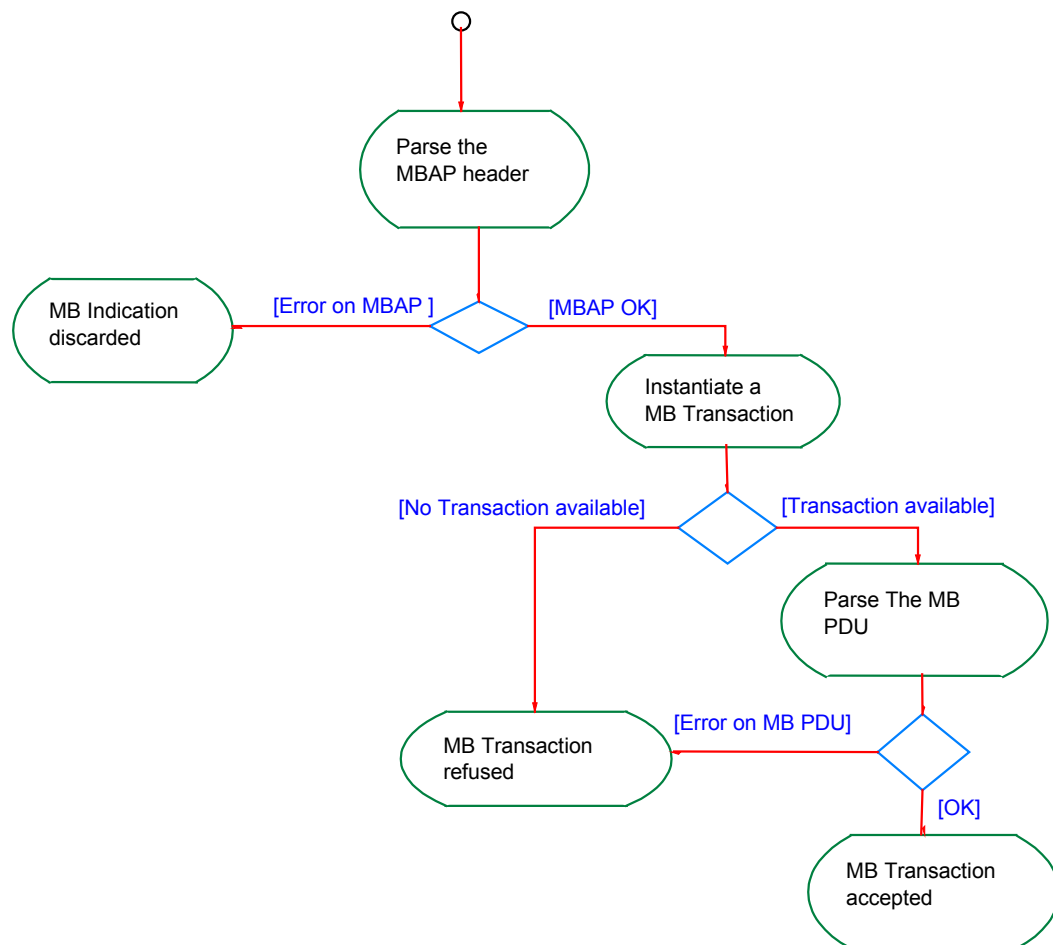 Parse the
MBAP header
[Error on MBAP ]
[MBAP OK]
MB Indication
discarded
Instantiate a
MB Transaction
[No Transaction available]
[Transaction available]
Parse The MB
PDU
[Error on MB PDU]
MB Transaction
refused
[OK]
MB Transaction
accepted